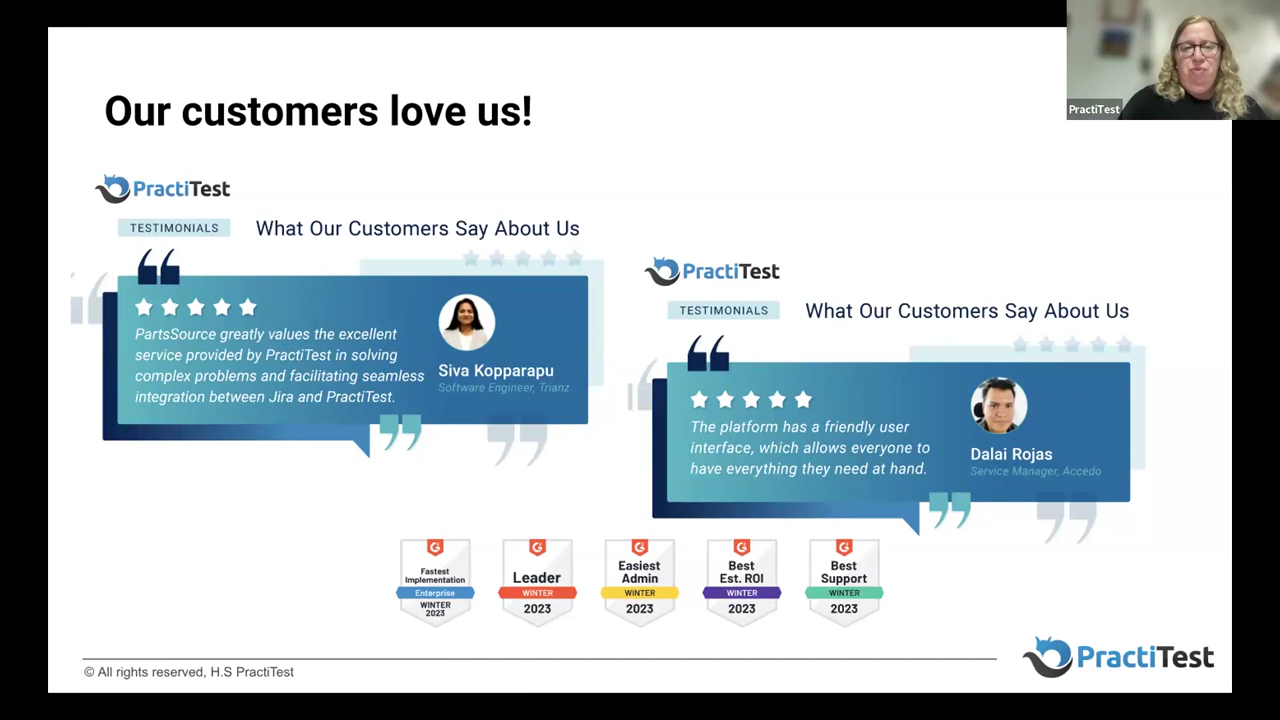 PractiTest
Our customers love us!
PractiTest
TESTIMONIALS
What Our Customers Say About Us
PartsSource greatly values the excellent
service provided by PractiTest in solving
complex problems and facilitating seamless
integration between Jira and PractiTest.
Siva Kopparapu
Software Engineer, Trianz
PractiTest
TESTIMONIALS
What Our Customers Say About Us
The platform has a friendly user
interface, which allows everyone to
have everything they need at hand.
Dalai Rojas
Service Manager, Accedo
Fastest
Implementation
Enterprise
WINTER
2023
Leader
WINTER
2023
Easiest
Admin
WINTER
2023
Best
Est. ROI
WINTER
2023
Best
Support
WINTER
2023
© All rights reserved, H.S PractiTest
PractiTest